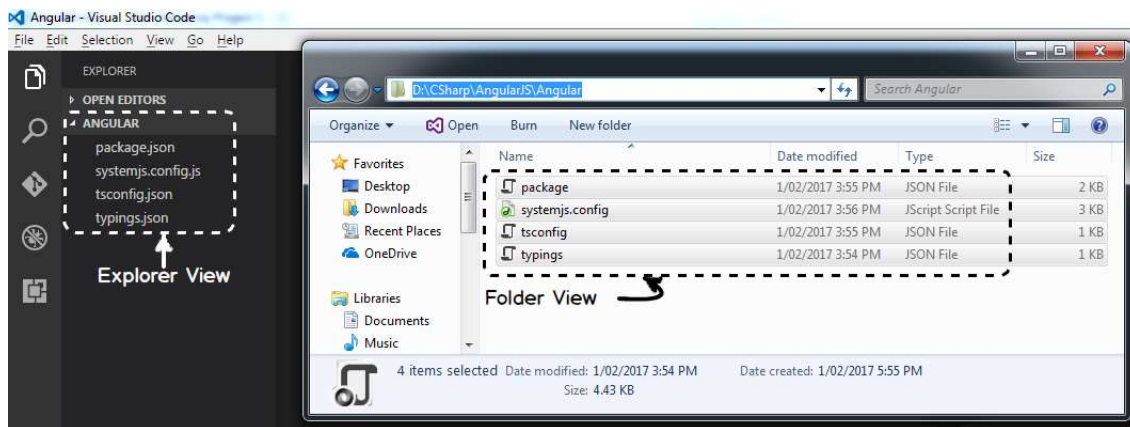 Angular - Visual Studio Code
File Edit Selection View Go Help
EXPLORER
OPEN EDITORS
ANGULAR
package.json
systemjs.config.js
tsconfig.json
typings.json
Explorer View
D:\CSharp\AngularJS\Angular
Search Angular
Organize Open Burn New folder
Favorites
Desktop
Downloads
Recent Places
OneDrive
Libraries
Documents
Music
Name Date modified Type Size
package 1/02/2017 3:55 PM JSON File 2 KB
systemjs.config 1/02/2017 3:56 PM JScript Script File 3 KB
tsconfig 1/02/2017 3:55 PM JSON File 1 KB
typings 1/02/2017 3:54 PM JSON File 1 KB
Folder View
4 items selected Date modified: 1/02/2017 3:54 PM Date created: 1/02/2017 5:55 PM
Size: 4.43 KB